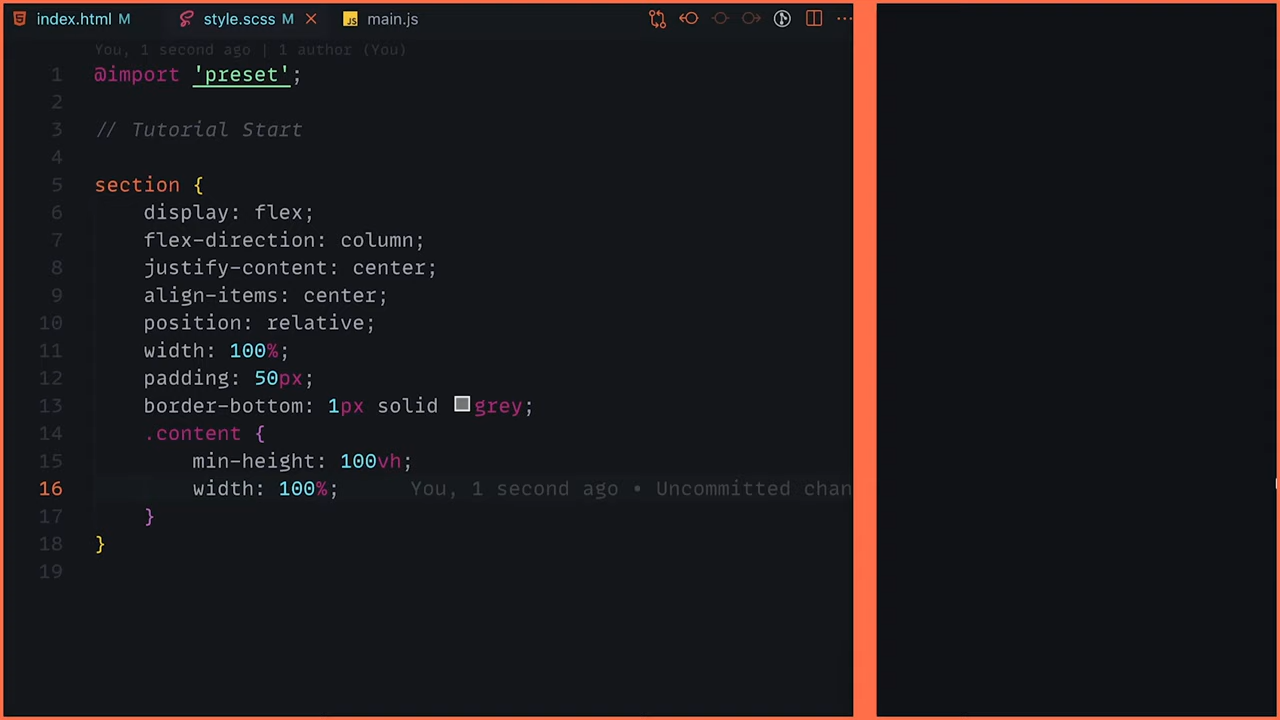 index.html M style.scss M × JS main.js ...
You, 1 second ago | 1 author (You)
1 @import 'preset';
2
3 // Tutorial Start
4
5 section {
6 display: flex;
7 flex-direction: column;
8 justify-content: center;
9 align-items: center;
10 position: relative;
11 width: 100%;
12 padding: 50px;
13 border-bottom: 1px solid grey;
14 .content {
15 min-height: 100vh;
16 width: 100%; You, 1 second ago • Uncommitted chan
17 }
18 }
19